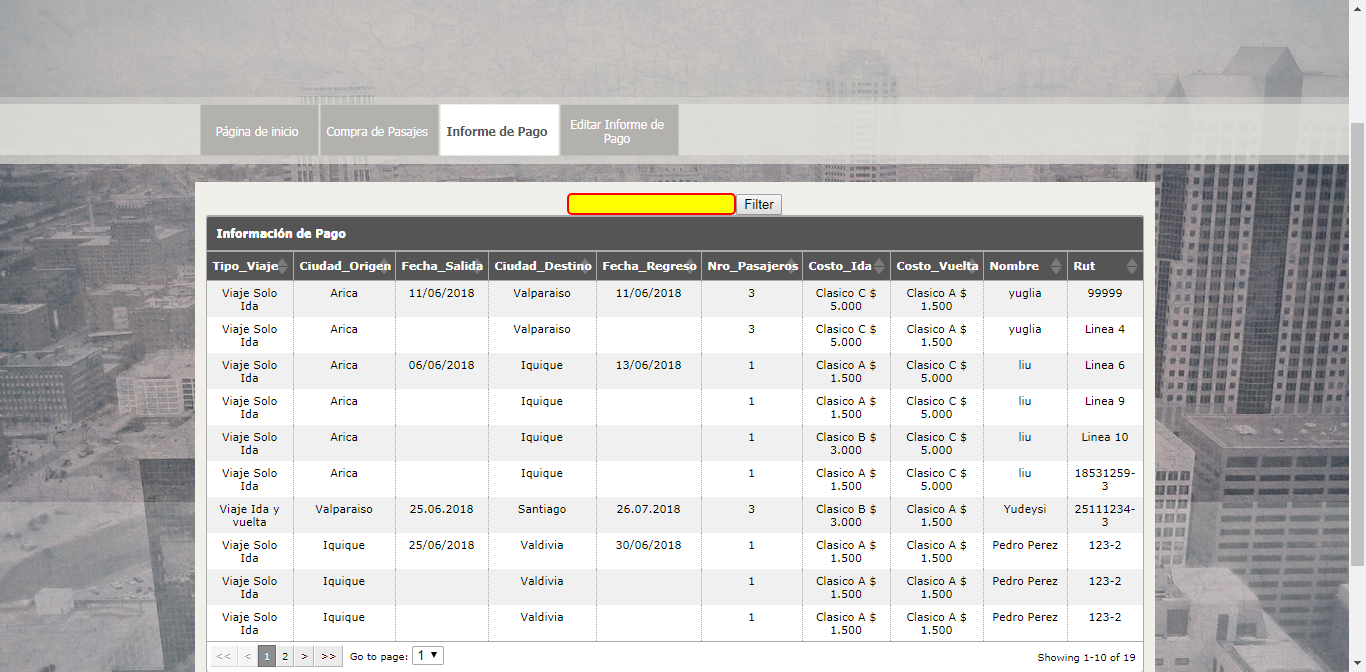 Página de inicio Compra de Pasajes Informe de Pago Editar Informe de Pago
Filter
Información de Pago
Tipo_Viaje Ciudad_Origen Fecha_Salida Ciudad_Destino Fecha_Regreso Nro_Pasajeros Costo_Ida Costo_Vuelta Nombre Rut
Viaje Solo Ida Arica 11/06/2018 Valparaiso 11/06/2018 3 Clasico C $ 5.000 Clasico A $ 1.500 yuglia 99999
Viaje Solo Ida Arica Valparaiso 3 Clasico C $ 5.000 Clasico A $ 1.500 yuglia Linea 4
Viaje Solo Ida Arica 06/06/2018 Iquique 13/06/2018 1 Clasico A $ 1.500 Clasico C $ 5.000 liu Linea 6
Viaje Solo Ida Arica Iquique 1 Clasico A $ 1.500 Clasico C $ 5.000 liu Linea 9
Viaje Solo Ida Arica Iquique 1 Clasico B $ 3.000 Clasico C $ 5.000 liu Linea 10
Viaje Solo Ida Arica Iquique 1 Clasico A $ 1.500 Clasico C $ 5.000 liu 18531259-3
Viaje Ida y vuelta Valparaiso 25.06.2018 Santiago 26.07.2018 3 Clasico B $ 3.000 Clasico A $ 1.500 Yudeysi 25111234-3
Viaje Solo Ida Iquique 25/06/2018 Valdivia 30/06/2018 1 Clasico A $ 1.500 Clasico A $ 1.500 Pedro Perez 123-2
Viaje Solo Ida Iquique Valdivia 1 Clasico A $ 1.500 Clasico A $ 1.500 Pedro Perez 123-2
Viaje Solo Ida Iquique Valdivia 1 Clasico A $ 1.500 Clasico A $ 1.500 Pedro Perez 123-2
<< < 1 2 > >> Go to page: 1 Showing 1-10 of 19